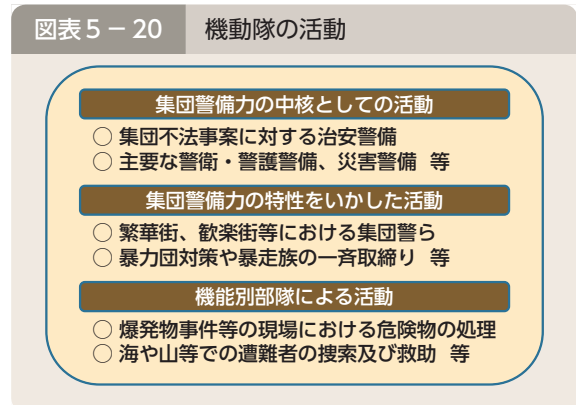 図表5－20 機動隊の活動
集団警備力の中核としての活動
○ 集団不法事案に対する治安警備
○ 主要な警衛・警護警備、災害警備 等
集団警備力の特性をいかした活動
○ 繁華街、歓楽街等における集団警ら
○ 暴力団対策や暴走族の一斉取締り 等
機能別部隊による活動
○ 爆発物事件等の現場における危険物の処理
○ 海や山等での遭難者の捜索及び救助 等